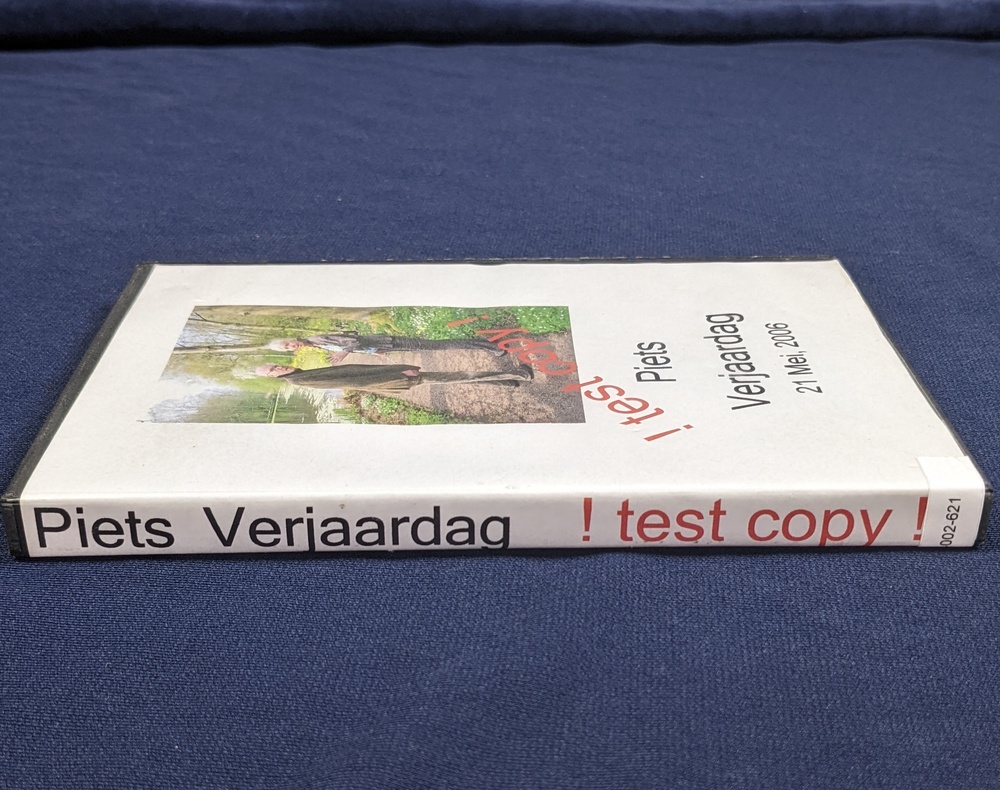 ! test copy !
Piets
Verjaardag
21 Mei, 2006
Piets Verjaardag ! test copy !
002-621